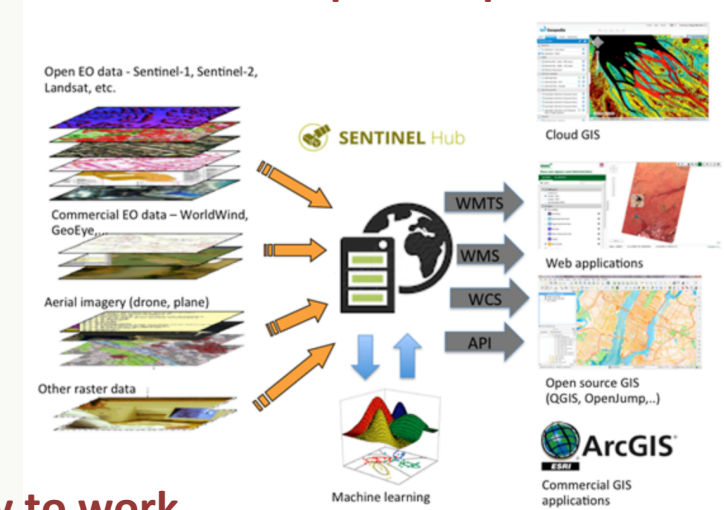 Open EO data - Sentinel-1, Sentinel-2,
Landsat, etc.
SENTINEL Hub
Commercial EO data – WorldWind,
GeoEye,...
Aerial imagery (drone, plane)
Other raster data
WMTS
WMS
WCS
API
Machine learning
Cloud GIS
Web applications
Open source GIS
(QGIS, OpenJump,..)
ArcGIS
ESRI
Commercial GIS
applications
to work